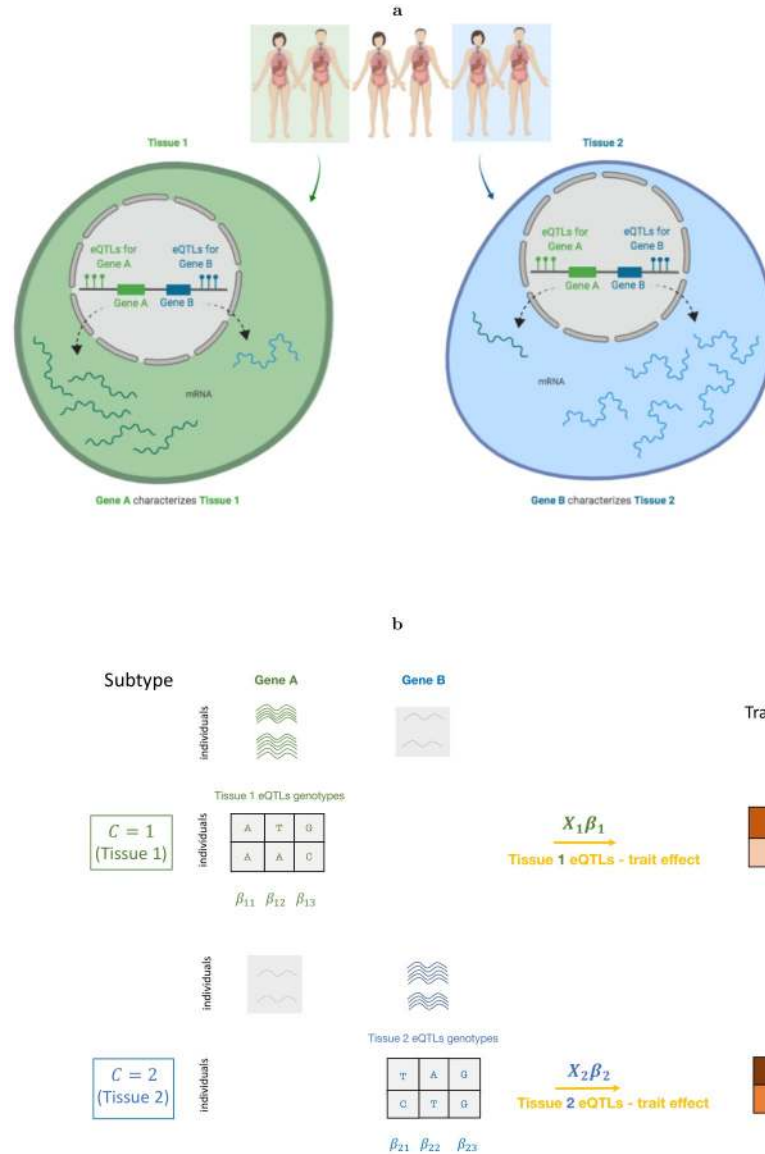 a
Tissue 1
Tissue 2
eQTLs for
Gene A
eQTLs for
Gene B
Gene A
Gene B
mRNA
eQTLs for
Gene A
eQTLs for
Gene B
Gene A
Gene B
mRNA
Gene A characterizes Tissue 1
Gene B characterizes Tissue 2
b
Subtype
Gene A
Gene B
individuals
Tra
Tissue 1 eQTLs genotypes
C = 1
(Tissue 1)
individuals
A T G
A A C
X₁β₁
Tissue 1 eQTLs - trait effect
β₁₁ β₁₂ β₁₃
individuals
Tissue 2 eQTLs genotypes
C = 2
(Tissue 2)
individuals
T A G
C T G
X₂β₂
Tissue 2 eQTLs - trait effect
β₂₁ β₂₂ β₂₃